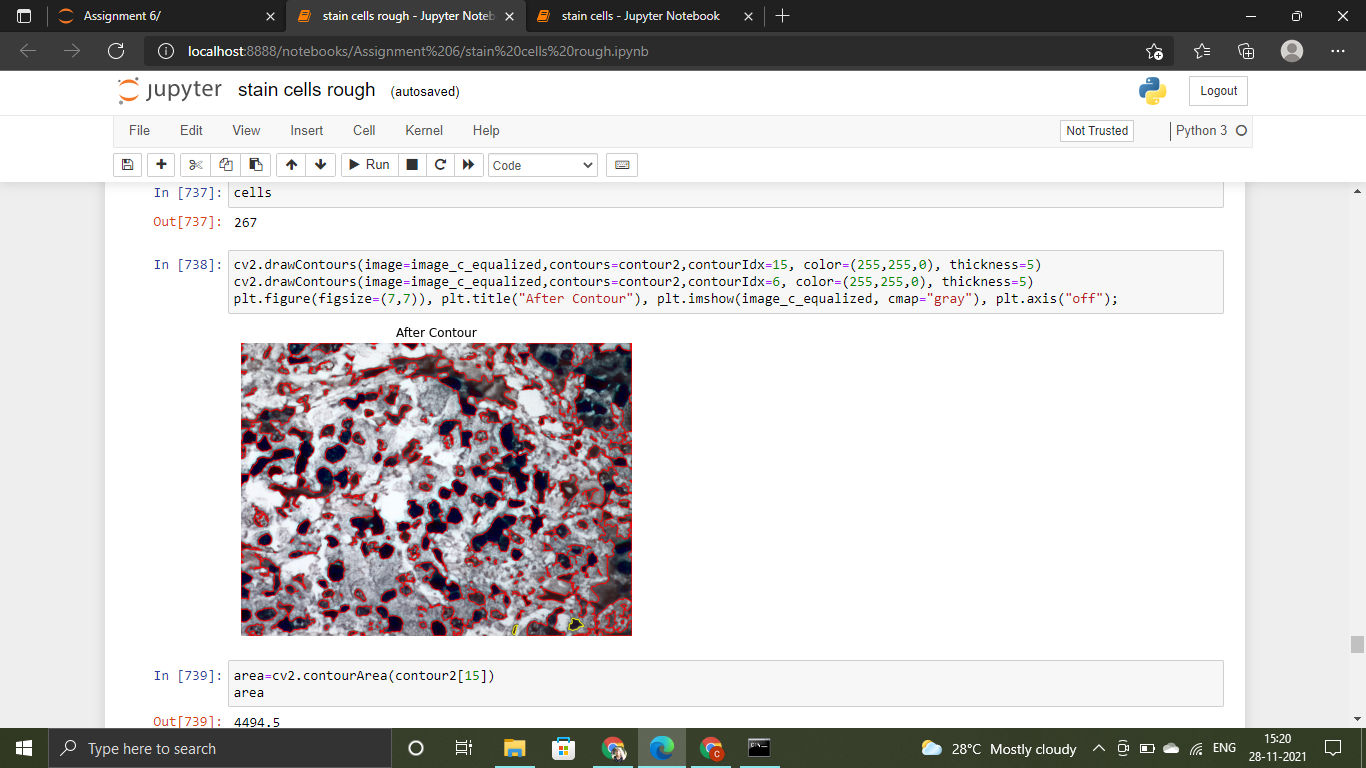 Assignment 6/
stain cells rough - Jupyter Noteb
stain cells - Jupyter Notebook
localhost:8888/notebooks/Assignment%206/stain%20cells%20rough.ipynb
jupyter stain cells rough (autosaved)
Logout
File Edit View Insert Cell Kernel Help
Not Trusted
Python 3
Run
Code
In [737]: cells
Out[737]: 267
In [738]: cv2.drawContours(image=image_c_equalized,contours=contour2,contourIdx=15, color=(255,255,0), thickness=5)
cv2.drawContours(image=image_c_equalized,contours=contour2,contourIdx=6, color=(255,255,0), thickness=5)
plt.figure(figsize=(7,7)), plt.title("After Contour"), plt.imshow(image_c_equalized, cmap="gray"), plt.axis("off");
After Contour
In [739]: area=cv2.contourArea(contour2[15])
area
Out[739]: 4494.5
Type here to search
28°C Mostly cloudy
ENG
15:20
28-11-2021